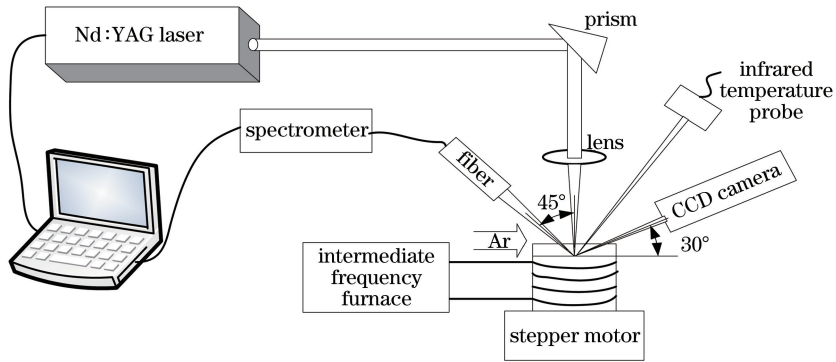 Nd:YAG laser
prism
infrared
temperature
probe
spectrometer
lens
fiber
CCD camera
45°
Ar
30°
intermediate
frequency
furnace
stepper motor